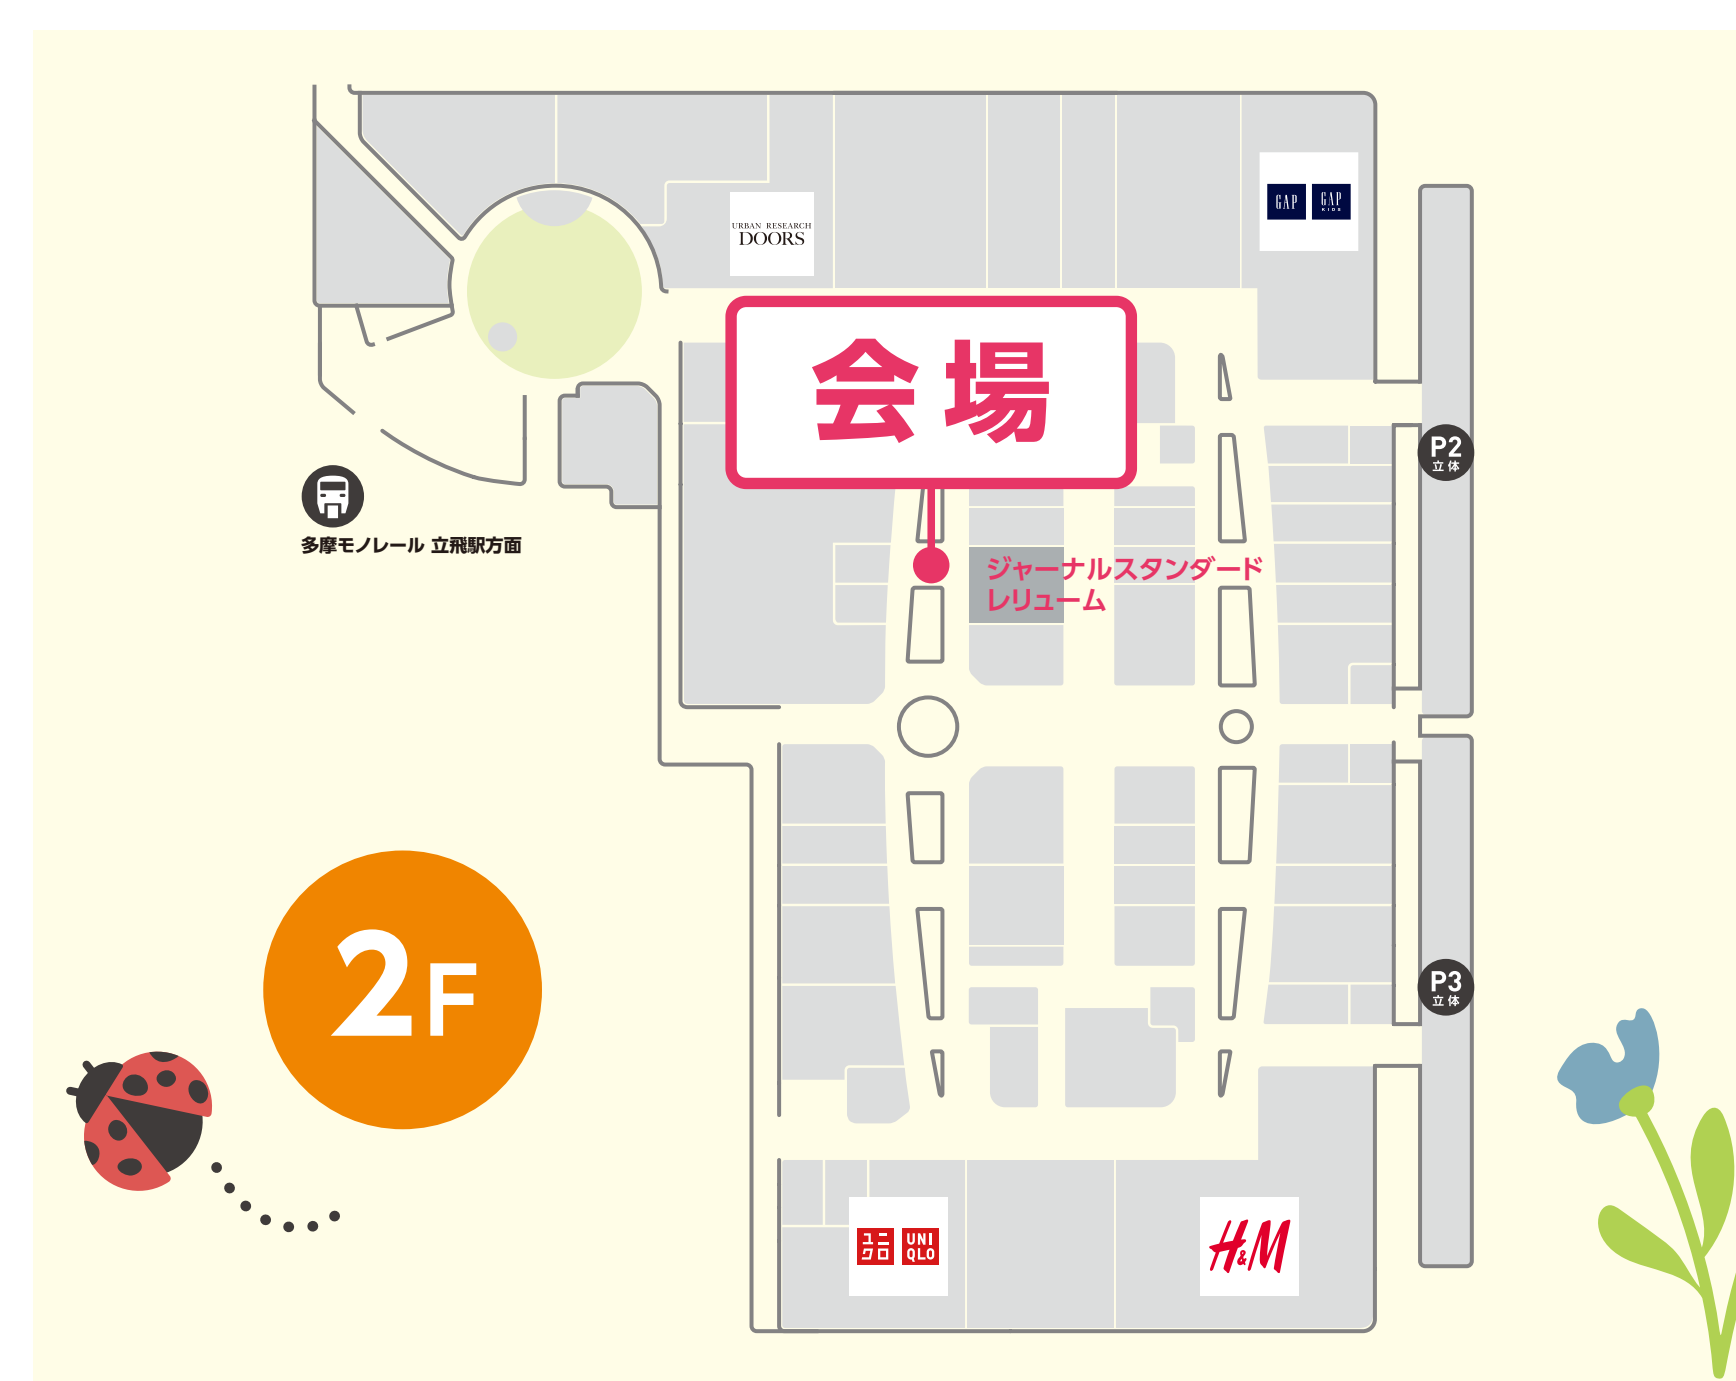 URBAN RESEARCH
DOORS
GAP
GAP
KIDS
会場
P2
立体
多摩モノレール 立飛駅方面
ジャーナルスタンダード
レリューム
2F
P3
立体
ユニ
クロ
UNI
QLO
H&M